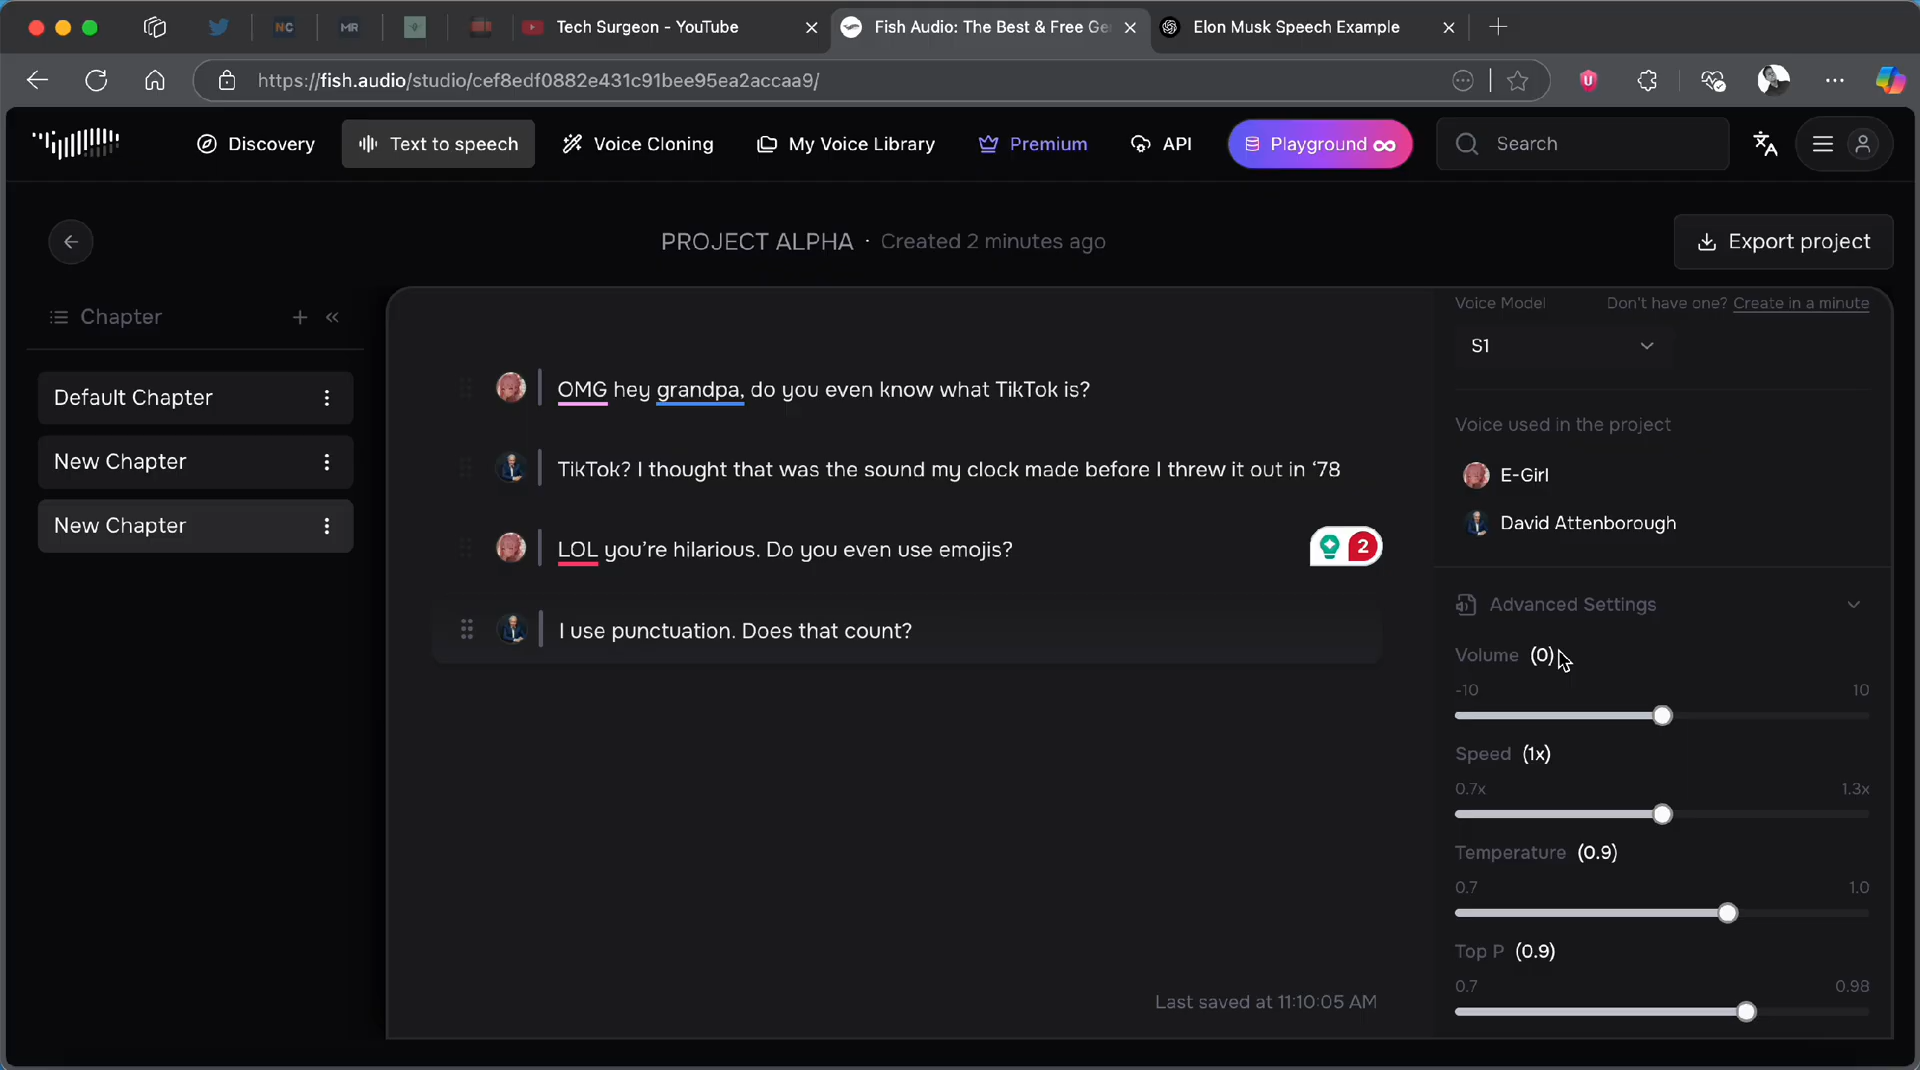 NC
MR
Tech Surgeon - YouTube
Fish Audio: The Best & Free Ge
Elon Musk Speech Example
https://fish.audio/studio/cef8edf0882e431c91bee95ea2accaa9/
Discovery
Text to speech
Voice Cloning
My Voice Library
Premium
API
Playground
Search
PROJECT ALPHA · Created 2 minutes ago
Export project
Chapter
Default Chapter
New Chapter
New Chapter
OMG hey grandpa, do you even know what TikTok is?
TikTok? I thought that was the sound my clock made before I threw it out in ‘78
LOL you’re hilarious. Do you even use emojis?
2
I use punctuation. Does that count?
Last saved at 11:10:05 AM
Voice Model
Don't have one? Create in a minute
S1
Voice used in the project
E-Girl
David Attenborough
Advanced Settings
Volume (0)
-10 10
Speed (1x)
0.7x 1.3x
Temperature (0.9)
0.7 1.0
Top P (0.9)
0.7 0.98